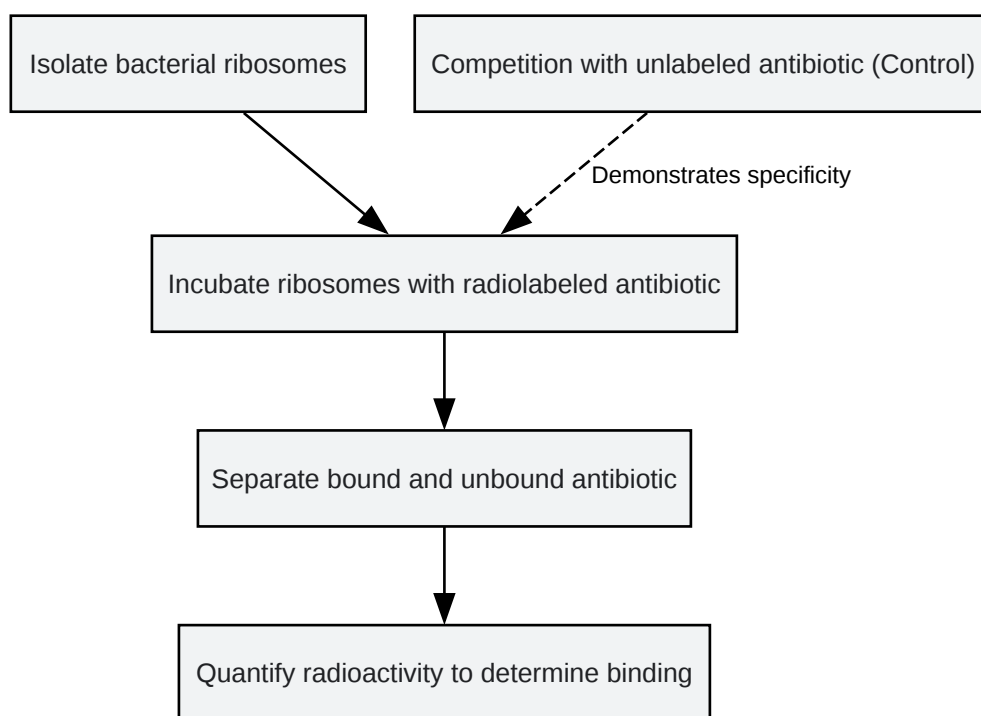 Isolate bacterial ribosomes
Competition with unlabeled antibiotic (Control)
Demonstrates specificity
Incubate ribosomes with radiolabeled antibiotic
Separate bound and unbound antibiotic
Quantify radioactivity to determine binding